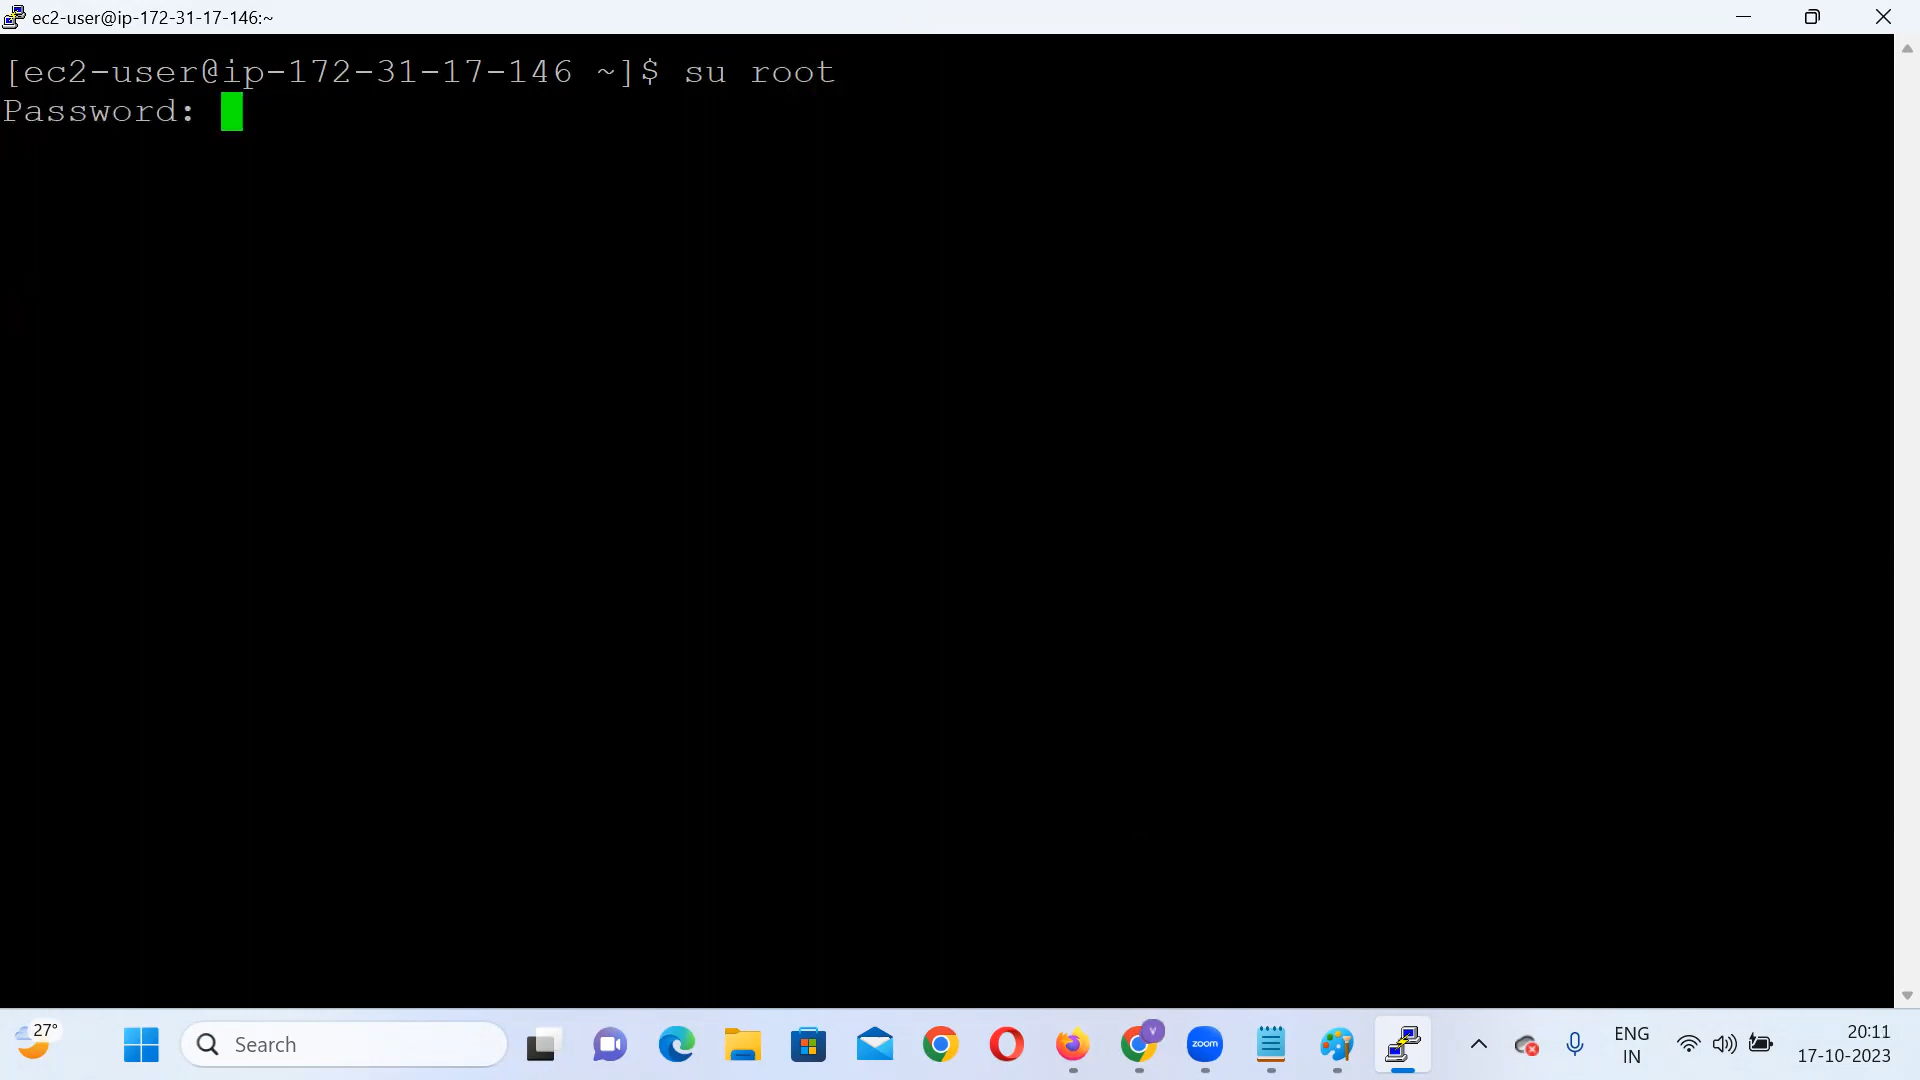 ec2-user@ip-172-31-17-146:~
[ec2-user@ip-172-31-17-146 ~]$ su root
Password:
27°
Search
V
zoom
ENG
IN
20:11
17-10-2023